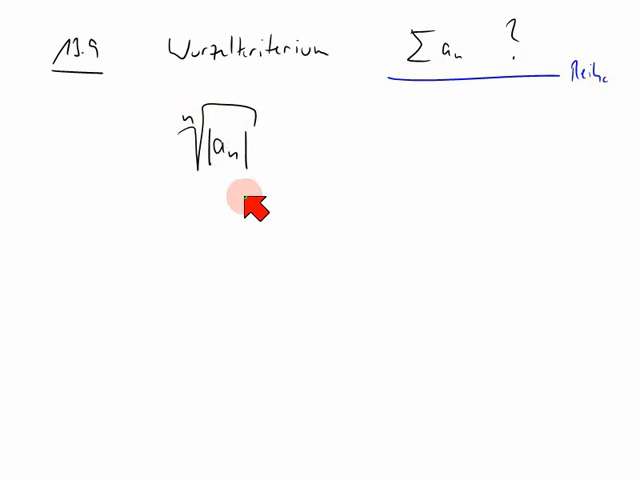 13.9 Wurzelkriterium ∑ aₙ ?
Reihe
ⁿ√|aₙ|